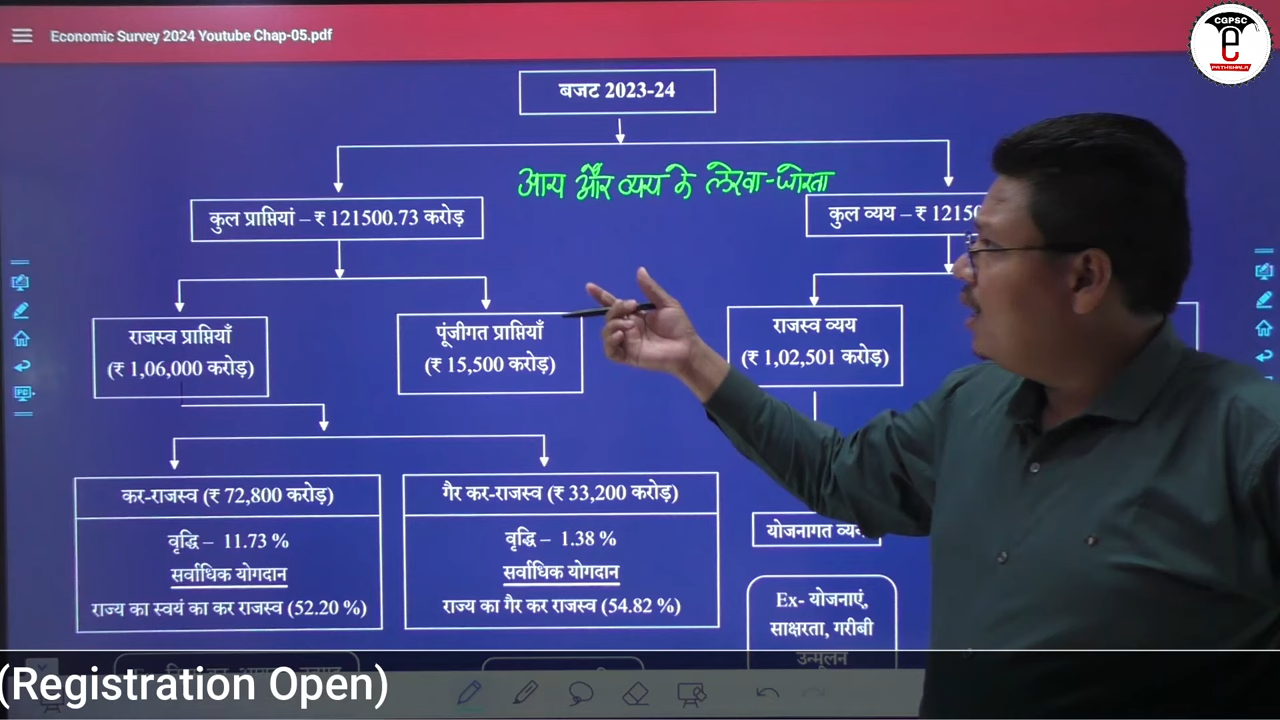 Economic Survey 2024 Youtube Chap-05.pdf
CGPSC
PATHSHALA
बजट 2023-24
आय और व्यय के लेखा-जोखा
कुल प्राप्तियां – ₹ 121500.73 करोड़
कुल व्यय – ₹ 12150
राजस्व प्राप्तियाँ
(₹ 1,06,000 करोड़)
पूंजीगत प्राप्तियाँ
(₹ 15,500 करोड़)
राजस्व व्यय
(₹ 1,02,501 करोड़)
कर-राजस्व (₹ 72,800 करोड़)
वृद्धि – 11.73 %
सर्वाधिक योगदान
राज्य का स्वयं का कर राजस्व (52.20 %)
गैर कर-राजस्व (₹ 33,200 करोड़)
वृद्धि – 1.38 %
सर्वाधिक योगदान
राज्य का गैर कर राजस्व (54.82 %)
योजनागत व्यय
Ex- योजनाएं,
साक्षरता, गरीबी
उन्मूलन
(Registration Open)